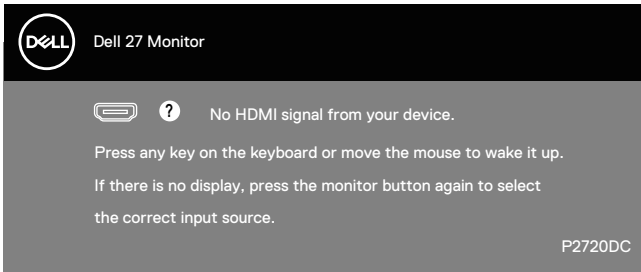 DELL
Dell 27 Monitor
? No HDMI signal from your device.
Press any key on the keyboard or move the mouse to wake it up.
If there is no display, press the monitor button again to select
the correct input source.
P2720DC